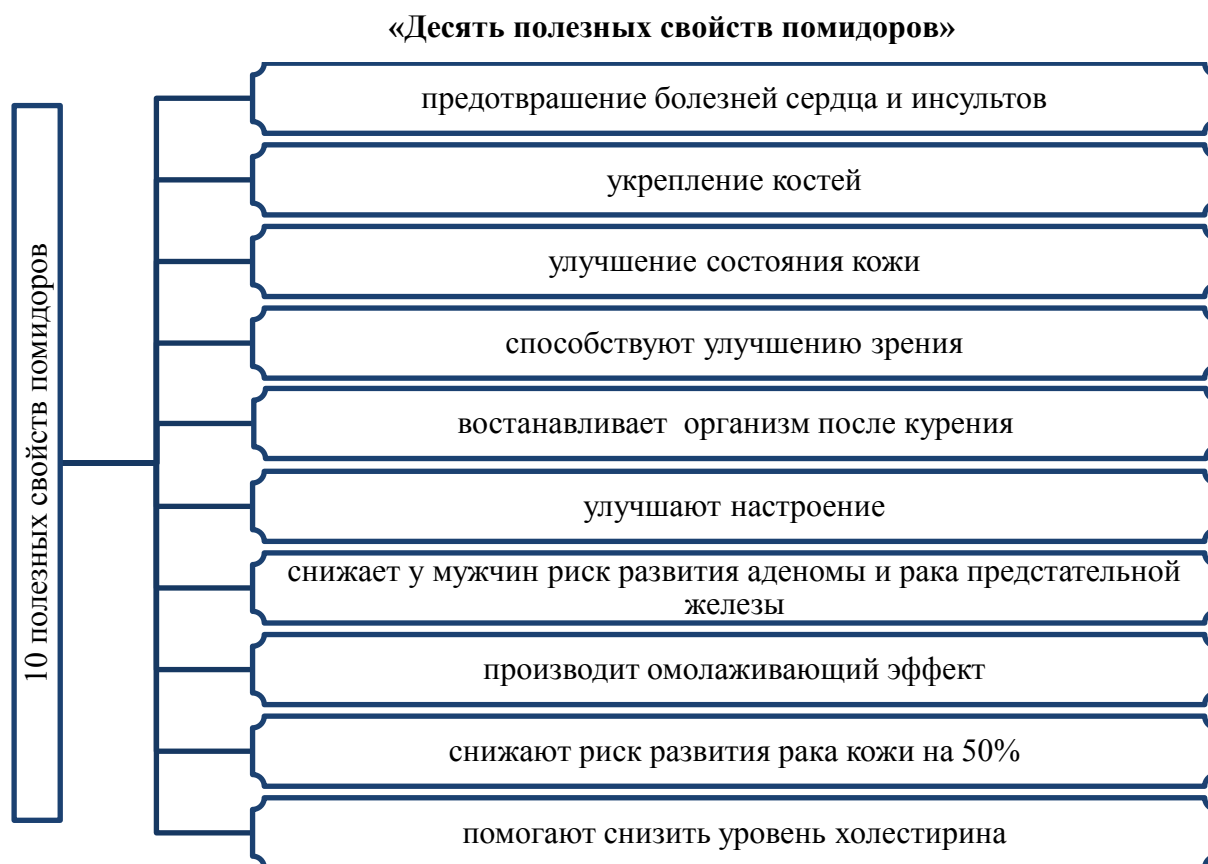 «Десять полезных свойств помидоров»
10 полезных свойств помидоров
предотврашение болезней сердца и инсультов
укрепление костей
улучшение состояния кожи
способствуют улучшению зрения
востанавливает  организм после курения
улучшают настроение
снижает у мужчин риск развития аденомы и рака предстательной
железы
производит омолаживающий эффект
снижают риск развития рака кожи на 50%
помогают снизить уровень холестирина